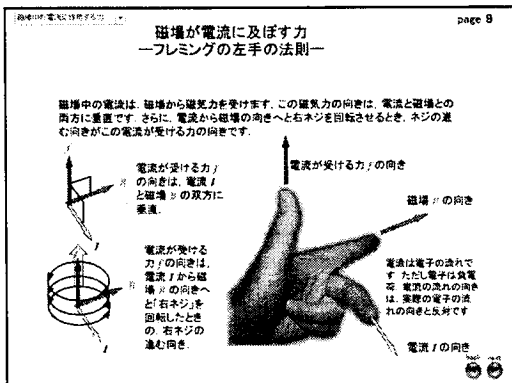 page 9
磁場が電流に及ぼす力
―フレミングの左手の法則―
磁場中の電流は、磁場から磁気力を受けます。この磁気力の向きは、電流と磁場との
両方に垂直です。さらに、電流から磁場の向きへと右ネジを回転させるとき、ネジの進
む向きがこの電流が受ける力の向きです。
電流が受ける力 f
の向きは、電流 I
と磁場 B の双方に
垂直.
f
B
I
電流が受ける力 f の向き
磁場 B の向き
電流が受ける
力 f の向きは、
電流 I から磁
場 B の向きへ
と「右ネジ」を
回転したとき
の、右ネジの
進む向き.
B
I
電流は電子の流れで
す ただし電子は負電
荷、電流の流れの向き
は、実際の電子の流
れの向きと反対です
電流 I の向き